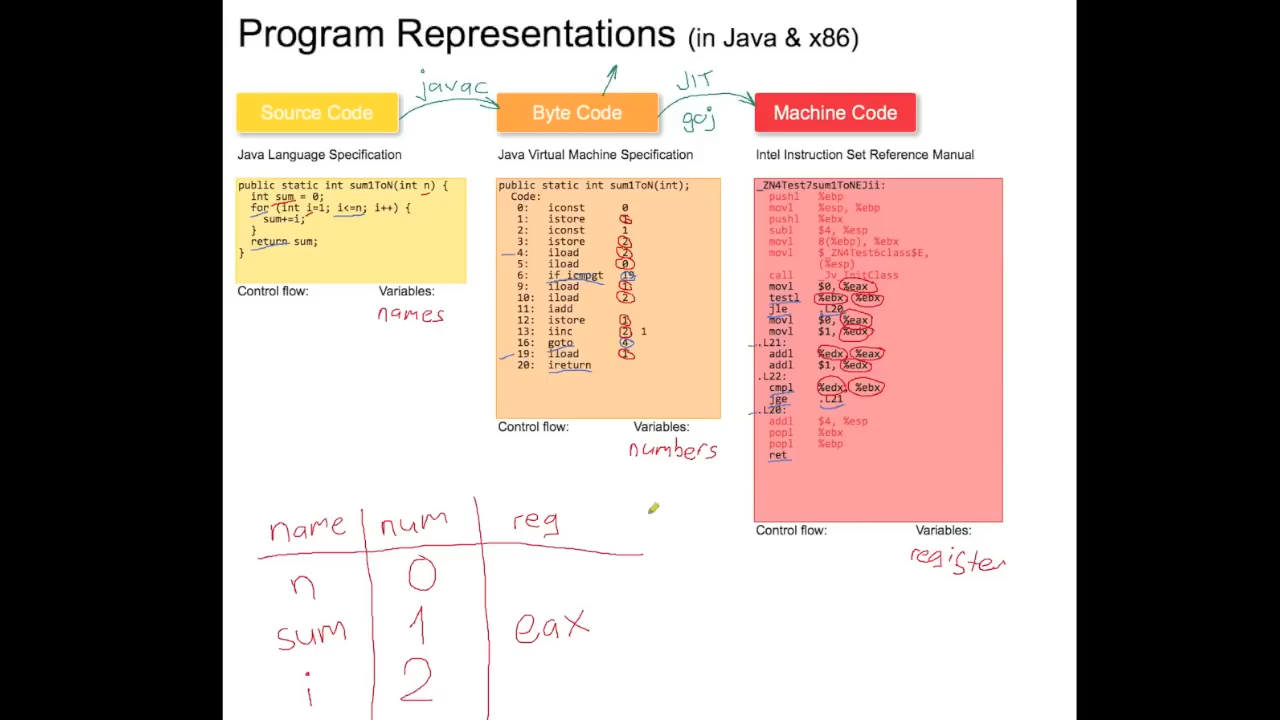 Program Representations (in Java & x86)
javac
JIT
gcj
Source Code
Byte Code
Machine Code
Java Language Specification
Java Virtual Machine Specification
Intel Instruction Set Reference Manual
public static int sum1ToN(int n) {
int sum = 0;
for (int i=1; i<=n; i++) {
sum+=i;
}
return sum;
}
Control flow:
Variables:
names
public static int sum1ToN(int);
Code:
0: iconst 0
1: istore 1
2: iconst 1
3: istore 2
4: iload 2
5: iload 0
6: if_icmpgt 19
9: iload 1
10: iload 2
11: iadd
12: istore 1
13: iinc 2 1
16: goto 4
19: iload 1
20: ireturn
Control flow:
Variables:
numbers
_ZN4Test7sum1ToNEJii:
pushl %ebp
movl %esp, %ebp
pushl %ebx
subl $4, %esp
movl 8(%ebp), %ebx
movl $_ZN4Test6class$E,
(%esp)
call _Jv_InitClass
movl $0, %eax
testl %ebx, %ebx
jle .L20
movl $0, %eax
movl $1, %edx
.L21:
addl %edx, %eax
addl $1, %edx
.L22:
cmpl %edx, %ebx
jge .L21
.L20:
addl $4, %esp
popl %ebx
popl %ebp
ret
Control flow:
Variables:
register
name num reg
n 0
sum 1 eax
i 2